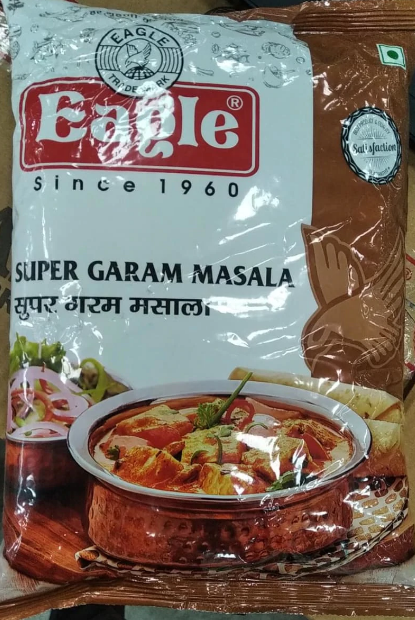 EAGLE
TRADE MARK
Eagle®
Since 1960
Satisfaction
SUPER GARAM MASALA
सुपर गरम मसाला